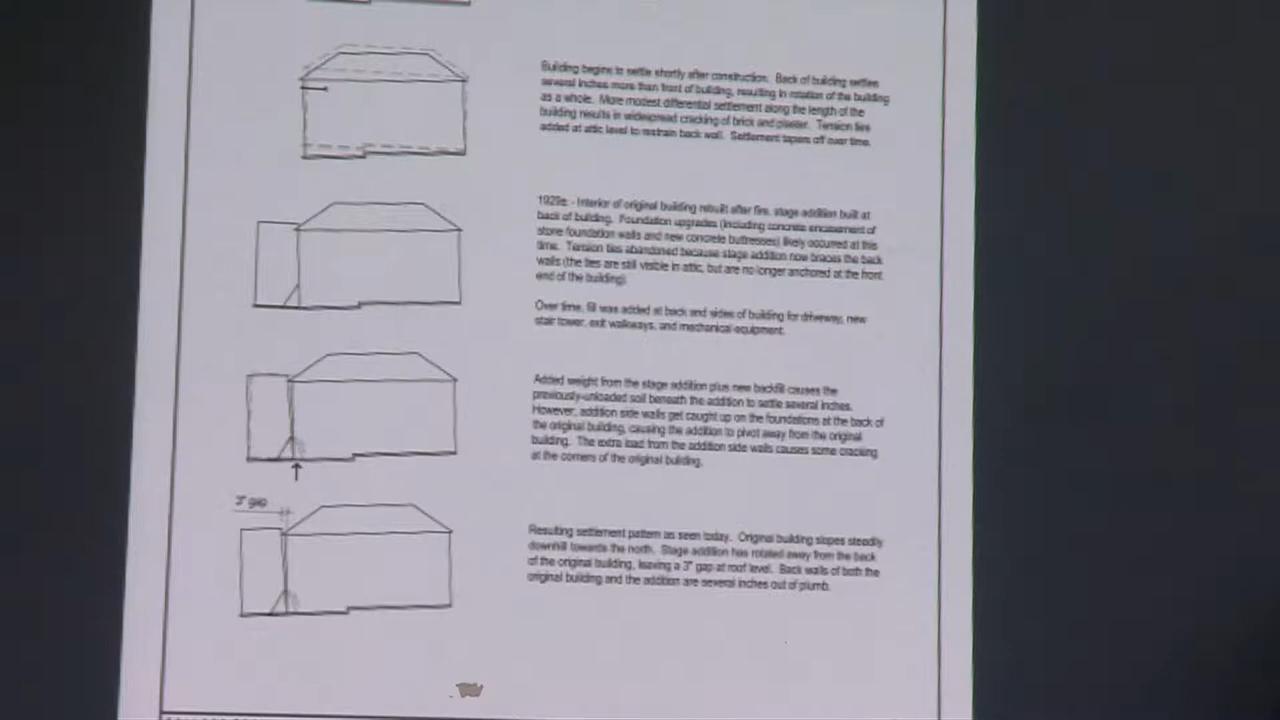 Building begins to settle shortly after construction. Back of building settles
several inches more than front of building, resulting in rotation of the building
as a whole. More modest differential settlement along the length of the
building results in widespread cracking of brick and plaster. Tension ties
added at attic level to restrain back wall. Settlement tapers off over time.
1920s - Interior of original building rebuilt after fire, stage addition built at
back of building. Foundation upgrades (including concrete encasement of
stone foundation walls and new concrete buttresses) likely occurred at this
time. Tension ties abandoned because stage addition now braces the back
walls (the ties are still visible in attic, but are no longer anchored at the front
end of the building)
Over time, fill was added at back and sides of building for driveway, new
stair tower, exit walkways, and mechanical equipment.
Added weight from the stage addition plus new backfill causes the
previously-unloaded soil beneath the addition to settle several inches.
However, addition side walls get caught up on the foundations at the back of
the original building, causing the addition to pivot away from the original
building. The extra load from the addition side walls causes some cracking
at the corners of the original building.
3" gap
Resulting settlement pattern as seen today. Original building slopes steadily
downhill towards the north. Stage addition has rotated away from the back
of the original building, leaving a 3" gap at roof level. Back walls of both the
original building and the addition are several inches out of plumb.